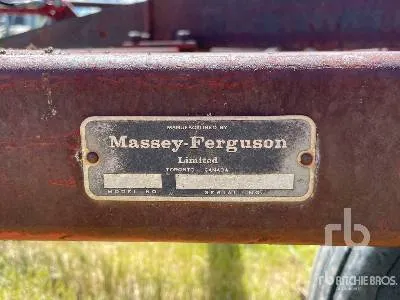 MANUFACTURED BY
Massey-Ferguson
Limited
TORONTO CANADA
MODEL NO. SERIAL NO.
rb
RITCHIE BROS.